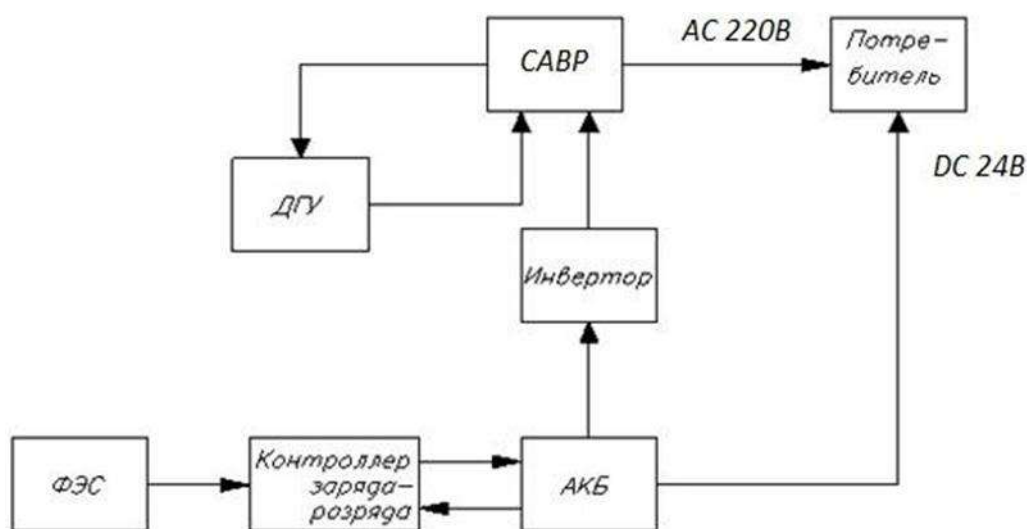 АС 220В
САВР
Потре-
битель
ДГУ
DC 24В
Инвертор
ФЭС
Контроллер
заряда-
розряда
АКБ